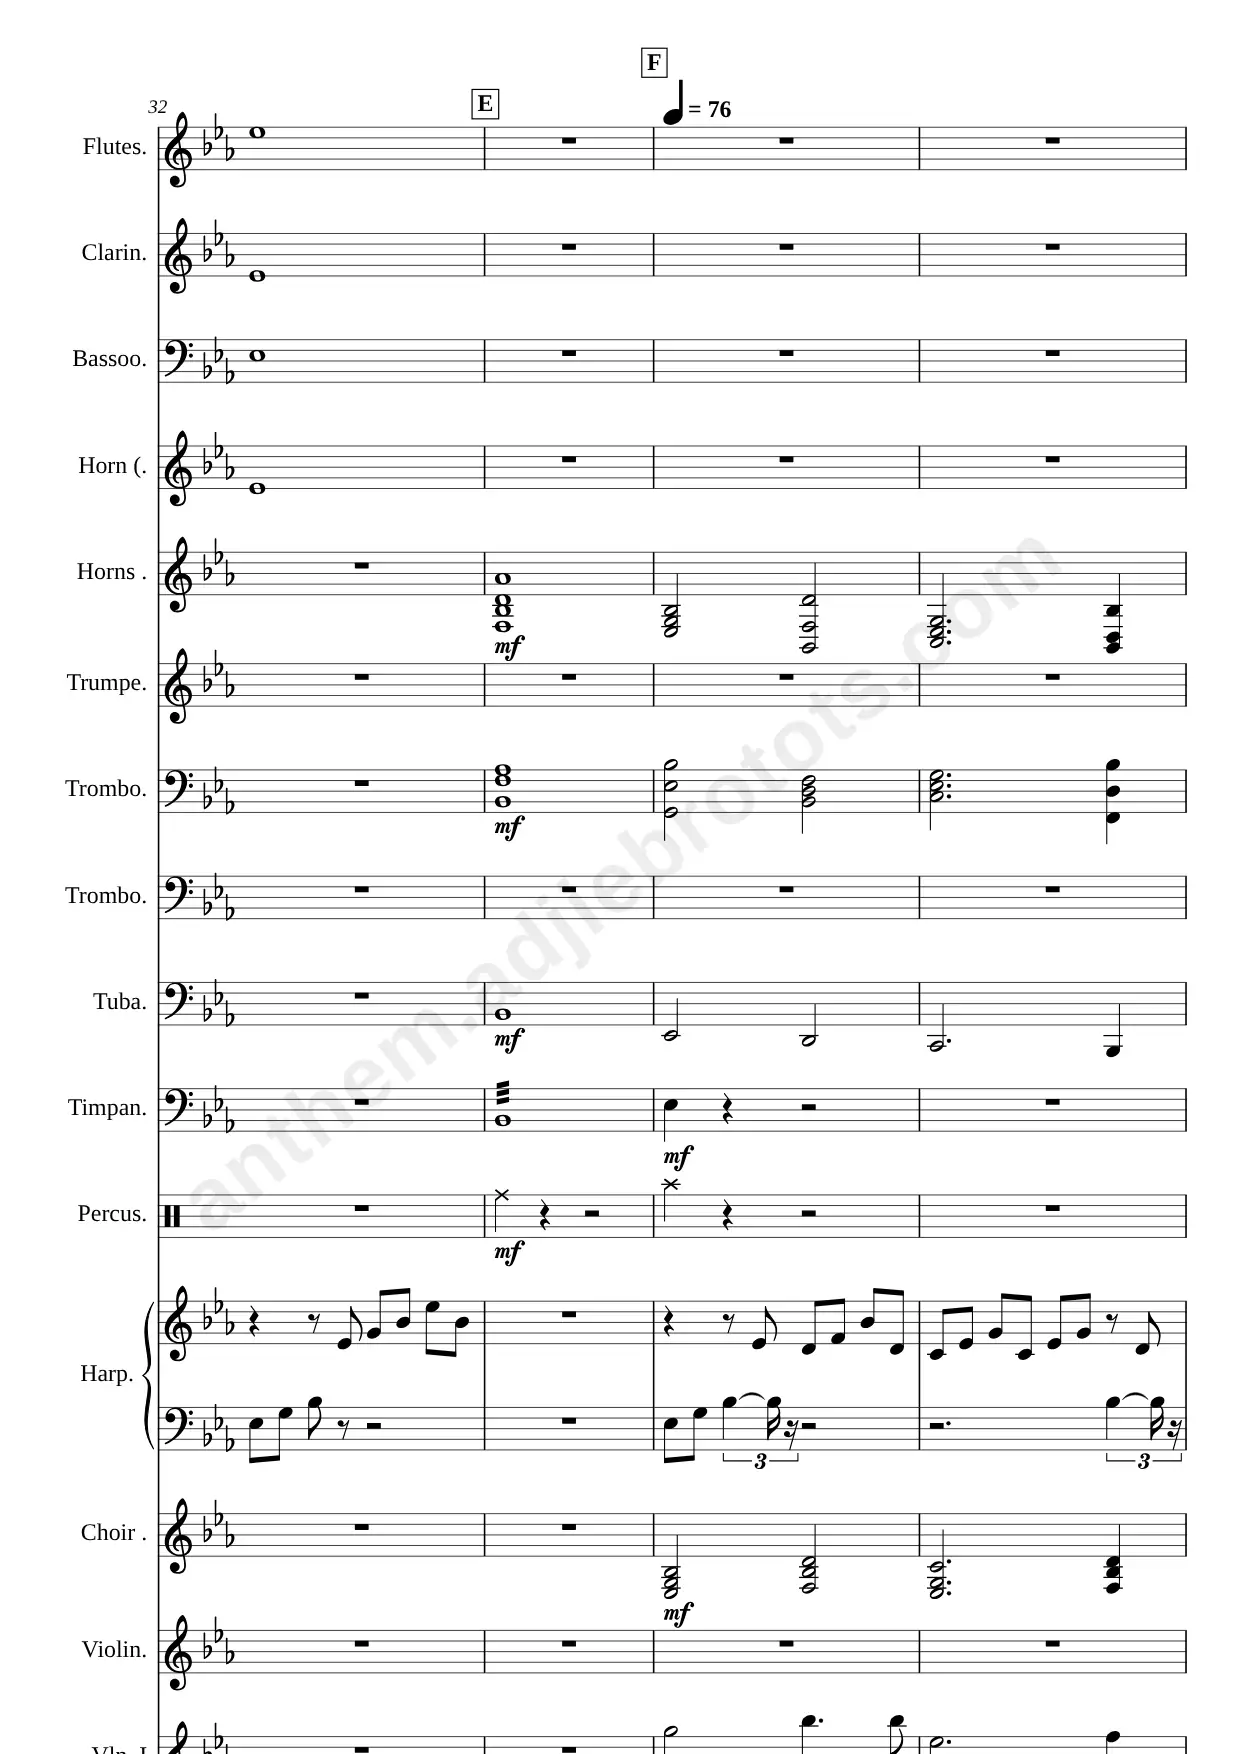 F
E
= 76
32
Flutes.
Clarin.
Bassoo.
Horn (.
Horns .
mf
Trumpe.
Trombo.
mf
Trombo.
Tuba.
mf
Timpan.
mf
Percus.
mf
Harp.
3
3
Choir .
mf
Violin.
Vln. I
anthem.adjiebrotots.com